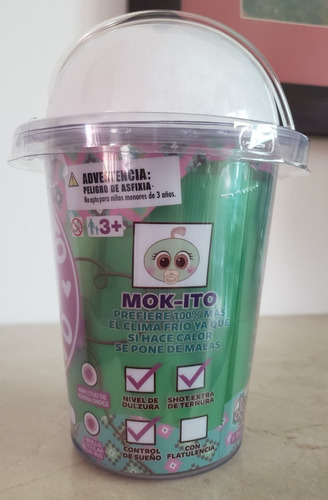 ADVERTENCIA:
PELIGRO DE ASFIXIA.
No apto para niños menores de 3 años.
3+
MOK-ITO
PREFIERE 100% MÁS
EL CLIMA FRÍO YA QUE
SI HACE CALOR
SE PONE DE MALAS
NIVEL DE
DULZURA
SHOT EXTRA
DE TERNURA
CONTROL
DE SUEÑO
CON
FLATULENCIA